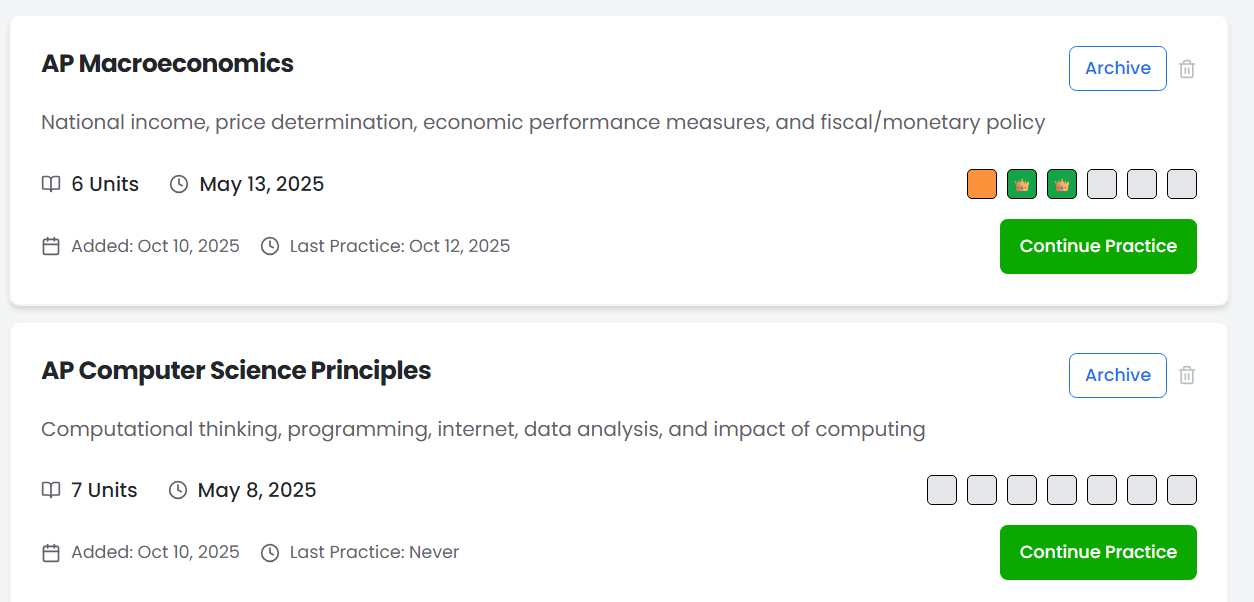 AP Macroeconomics
Archive
National income, price determination, economic performance measures, and fiscal/monetary policy
6 Units May 13, 2025
Added: Oct 10, 2025 Last Practice: Oct 12, 2025
Continue Practice
AP Computer Science Principles
Archive
Computational thinking, programming, internet, data analysis, and impact of computing
7 Units May 8, 2025
Added: Oct 10, 2025 Last Practice: Never
Continue Practice